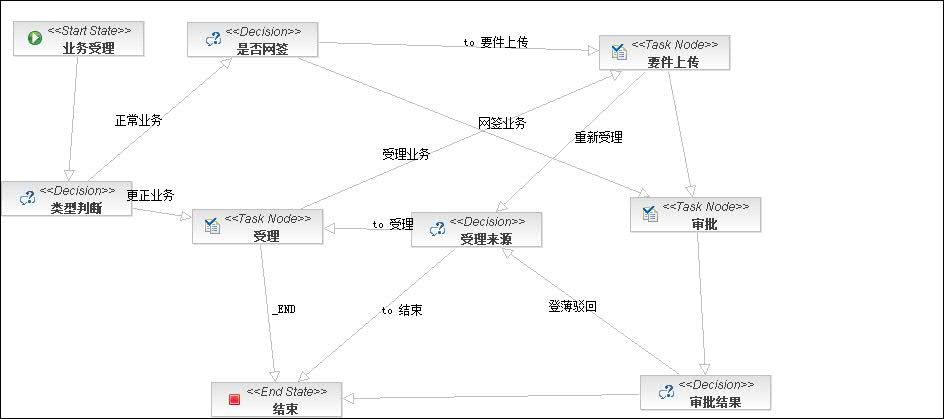 <<Start State>>
业务受理
<<Decision>>
是否网签
to 要件上传
<<Task Node>>
要件上传
正常业务
网签业务
重新受理
受理业务
<<Decision>>
类型判断
更正业务
<<Task Node>>
受理
to 受理
<<Decision>>
受理来源
<<Task Node>>
审批
_END
to 结束
登薄驳回
<<End State>>
结束
<<Decision>>
审批结果